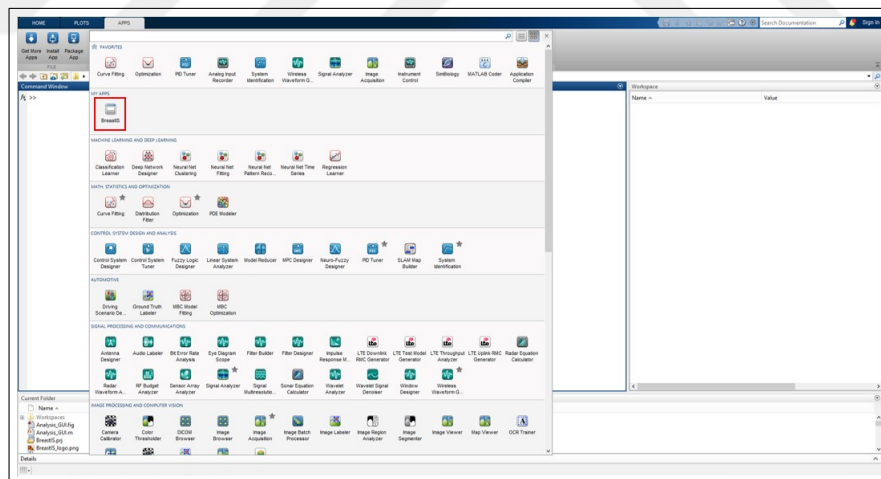 HOME PLOTS APPS
Search Documentation Sign In
Get More Apps Install App Package App
FILE
FAVORITES
Curve Fitting Optimization PID Tuner Analog Input Recorder System Identification Wireless Waveform G... Signal Analyzer Image Acquisition Instrument Control SimBiology MATLAB Coder Application Compiler
Command Window
Workspace
>>
Name Value
MY APPS
BreastIS
MACHINE LEARNING AND DEEP LEARNING
Classification Learner Deep Network Designer Neural Net Clustering Neural Net Fitting Neural Net Pattern Reco... Neural Net Time Series Regression Learner
MATH, STATISTICS AND OPTIMIZATION
Curve Fitting Distribution Fitter Optimization PDE Modeler
CONTROL SYSTEM DESIGN AND ANALYSIS
Control System Designer Control System Tuner Fuzzy Logic Designer Linear System Analyzer Model Reducer MPC Designer Neuro-Fuzzy Designer PID Tuner SLAM Map Builder System Identification
AUTOMOTIVE
Driving Scenario De... Ground Truth Labeler MBC Model Fitting MBC Optimization
SIGNAL PROCESSING AND COMMUNICATIONS
Antenna Designer Audio Labeler Bit Error Rate Analysis Eye Diagram Scope Filter Builder Filter Designer Impulse Response M... LTE Downlink RMC Generator LTE Test Model Generator LTE Throughput Analyzer LTE Uplink RMC Generator Radar Equation Calculator
Radar Waveform A... RF Budget Analyzer Sensor Array Analyzer Signal Analyzer Signal Multiresolutio... Sonar Equation Calculator Wavelet Analyzer Wavelet Signal Denoiser Window Designer Wireless Waveform G...
Current Folder
IMAGE PROCESSING AND COMPUTER VISION
Name
Workspaces
Analysis_GUI.fig
Analysis_GUI.m
BreastIS.prj
BreastIS_logo.png
Camera Calibrator Color Thresholder DICOM Browser Image Browser Image Acquisition Image Batch Processor Image Labeler Image Region Analyzer Image Segmenter Image Viewer Map Viewer OCR Trainer
Details